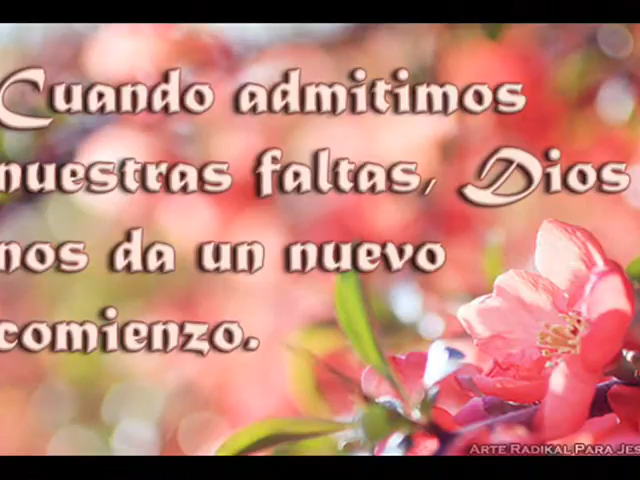 Cuando admitimos
nuestras faltas, Dios
nos da un nuevo
comienzo.
Arte Radikal Para Jes